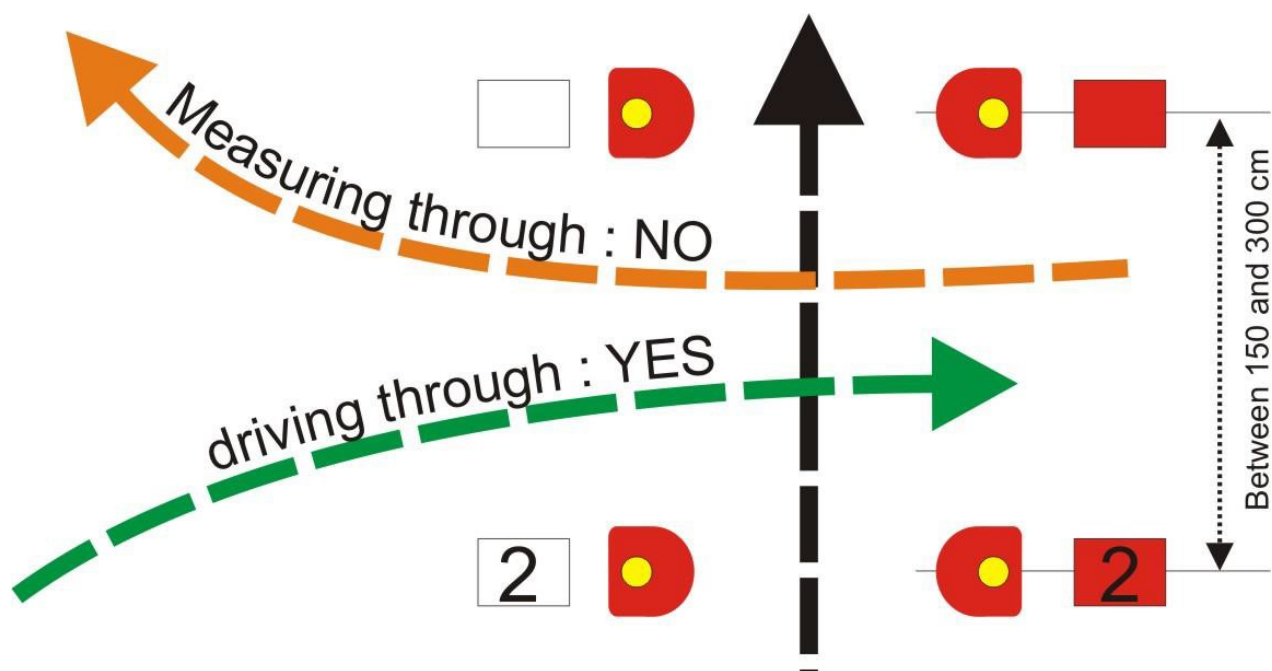 Measuring through : NO
driving through : YES
Between 150 and 300 cm
2
2